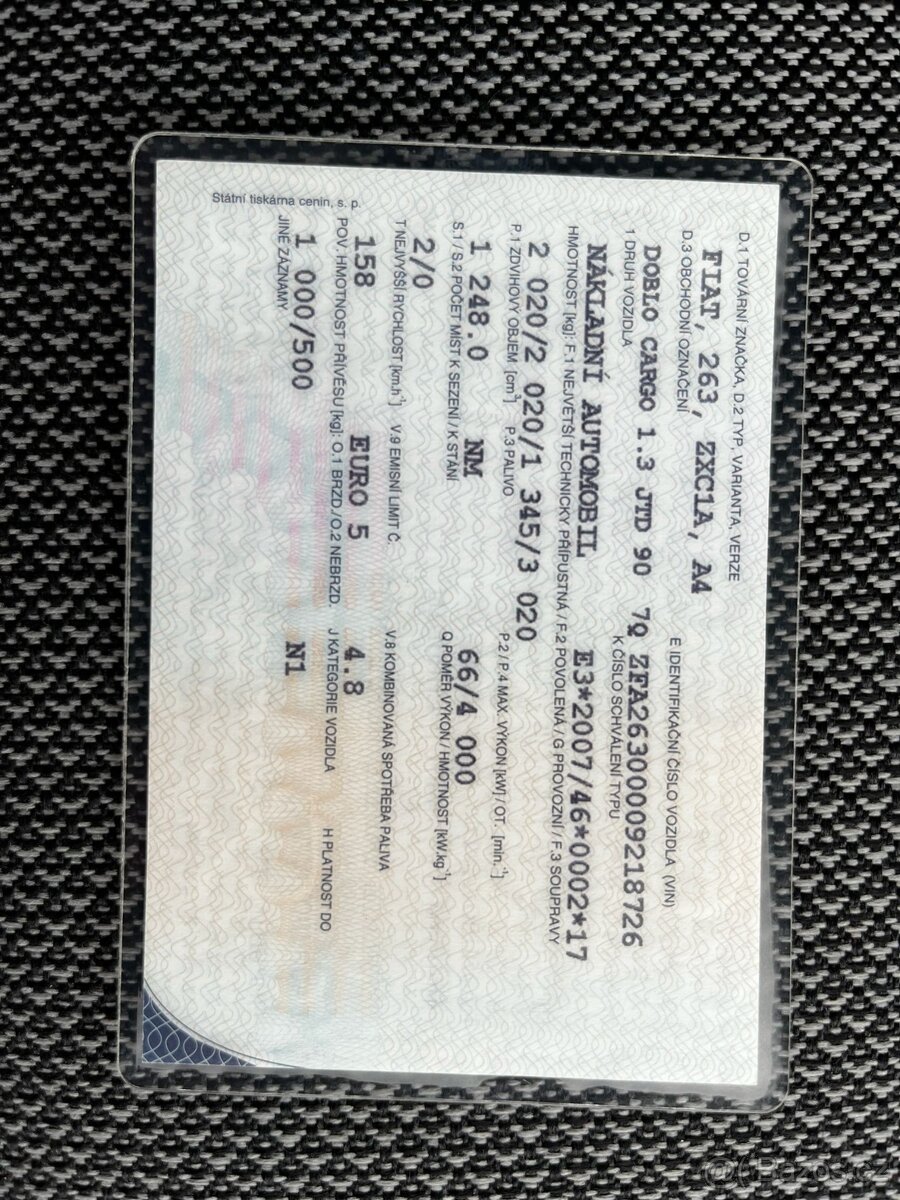 D.1 TOVÁRNÍ ZNAČKA, D.2 TYP, VARIANTA, VERZE
FIAT, 263, ZXC1A, A4
D.3 OBCHODNÍ OZNAČENÍ E IDENTIFIKAČNÍ ČÍSLO VOZIDLA (VIN)
DOBLO CARGO 1.3 JTD 90 7Q ZFA26300009218726
1 DRUH VOZIDLA K ČÍSLO SCHVÁLENÍ TYPU
NÁKLADNÍ AUTOMOBIL E3*2007/46*0002*17
HMOTNOST [kg]: F.1 NEJVĚTŠÍ TECHNICKY PŘÍPUSTNÁ / F.2 POVOLENÁ / G PROVOZNÍ / F.3 SOUPRAVY
2 020/2 020/1 345/3 020
P.1 ZDVIHOVÝ OBJEM [cm³] P.3 PALIVO P.2 / P.4 MAX. VÝKON [kW] / OT. [min.⁻¹]
1 248.0 NM 66/4 000
S.1 / S.2 POČET MÍST K SEZENÍ / K STÁNÍ Q POMĚR VÝKON / HMOTNOST [kW.kg⁻¹]
2/0
T NEJVYŠŠÍ RYCHLOST [km.h⁻¹] V.9 EMISNÍ LIMIT Č. V.8 KOMBINOVANÁ SPOTŘEBA PALIVA
158 EURO 5 4.8
POV. HMOTNOST PŘÍVĚSU [kg]: O.1 BRZD./O.2 NEBRZD. J KATEGORIE VOZIDLA H PLATNOST DO
1 000/500 N1
JINÉ ZÁZNAMY
Státní tiskárna cenin, s. p.
Bazoš.cz